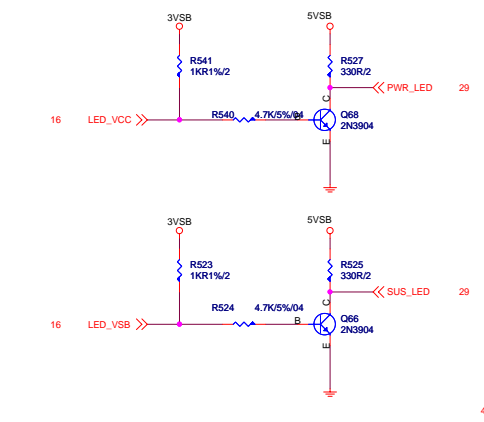 3VSB
5VSB
R541
1KR1%/2
R527
330R/2
PWR_LED 29
16 LED_VCC
R540 4.7K/5%/04
B
C
E
Q68
2N3904
3VSB
5VSB
R523
1KR1%/2
R525
330R/2
SUS_LED 29
16 LED_VSB
R524 4.7K/5%/04
B
C
E
Q66
2N3904
4